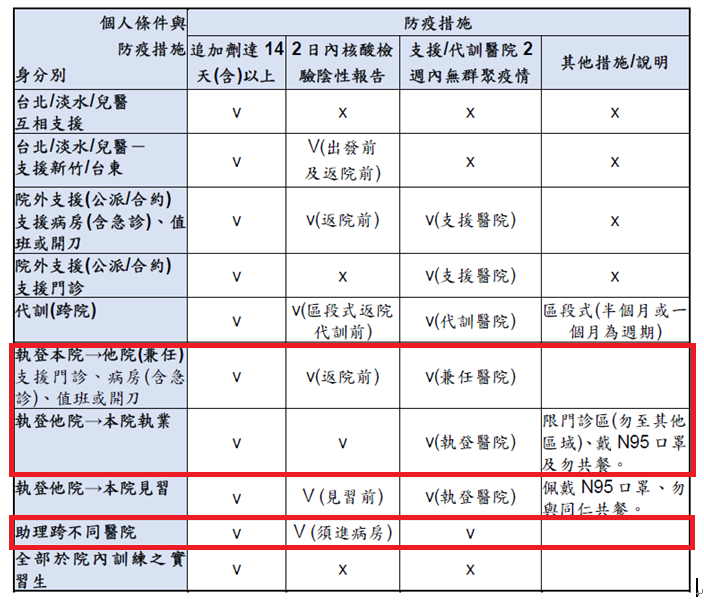 個人條件與
防疫措施
身分別
防疫措施
追加劑達 14
天(含)以上
2 日內核酸檢
驗陰性報告
支援/代訓醫院 2
週內無群聚疫情
其他措施/說明
台北/淡水/兒醫
互相支援
v
x
x
x
台北/淡水/兒醫－
支援新竹/台東
v
V(出發前
及返院前)
x
x
院外支援(公派/合約)
支援病房(含急診)、值
班或開刀
v
v(返院前)
v(支援醫院)
x
院外支援(公派/合約)
支援門診
v
x
v(支援醫院)
x
代訓(跨院)
v
v(區段式返院
代訓前)
v(代訓醫院)
區段式(半個月或一
個月為週期)
執登本院→他院(兼任)
支援門診、病房(含急
診)、值班或開刀
v
v(返院前)
v(兼任醫院)
執登他院→本院執業
v
v
v(執登醫院)
限門診區(勿至其他
區域)、戴 N95 口罩
及勿共餐。
執登他院→本院見習
v
V (見習前)
v(執登醫院)
佩戴 N95 口罩、勿
與同仁共餐。
助理跨不同醫院
v
V (須進病房)
v
全部於院內訓練之實
習生
v
x
x